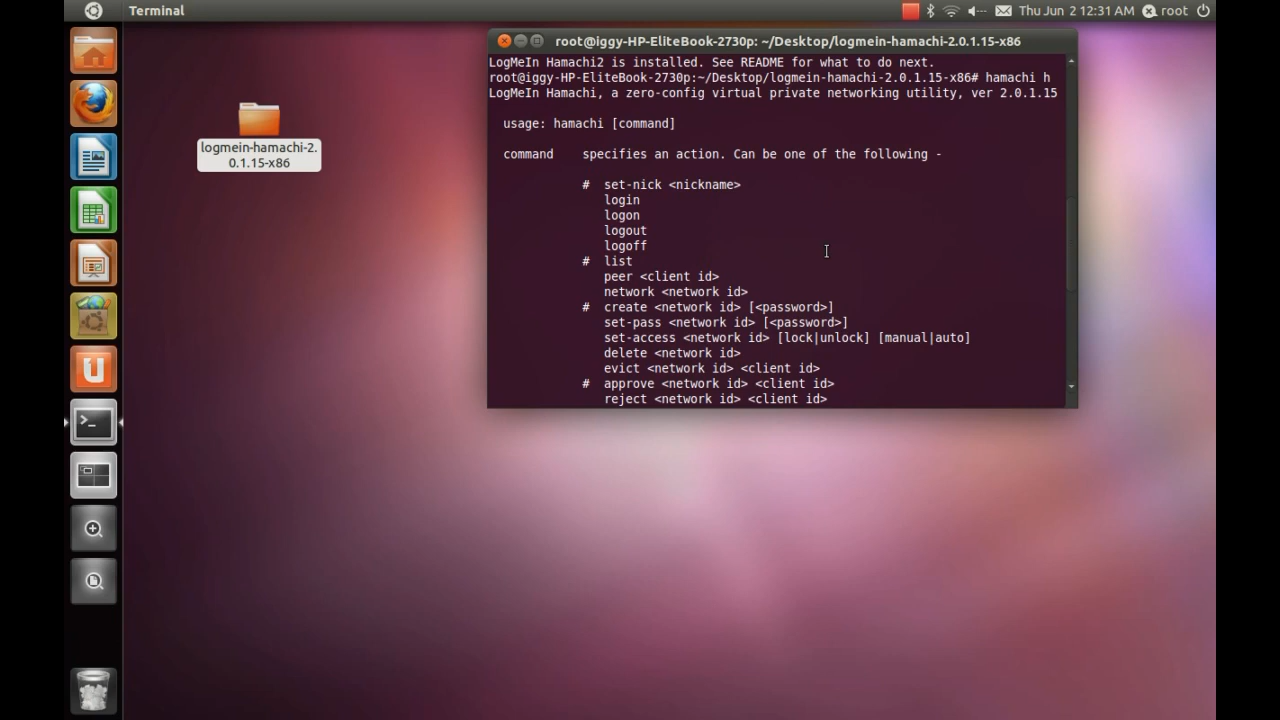 Terminal
Thu Jun 2 12:31 AM
root
logmein-hamachi-2.
0.1.15-x86
root@iggy-HP-EliteBook-2730p: ~/Desktop/logmein-hamachi-2.0.1.15-x86
LogMeIn Hamachi2 is installed. See README for what to do next.
root@iggy-HP-EliteBook-2730p:~/Desktop/logmein-hamachi-2.0.1.15-x86# hamachi h
LogMeIn Hamachi, a zero-config virtual private networking utility, ver 2.0.1.15
usage: hamachi [command]
command specifies an action. Can be one of the following -
# set-nick <nickname>
login
logon
logout
logoff
# list
peer <client id>
network <network id>
# create <network id> [<password>]
set-pass <network id> [<password>]
set-access <network id> [lock|unlock] [manual|auto]
delete <network id>
evict <network id> <client id>
# approve <network id> <client id>
reject <network id> <client id>